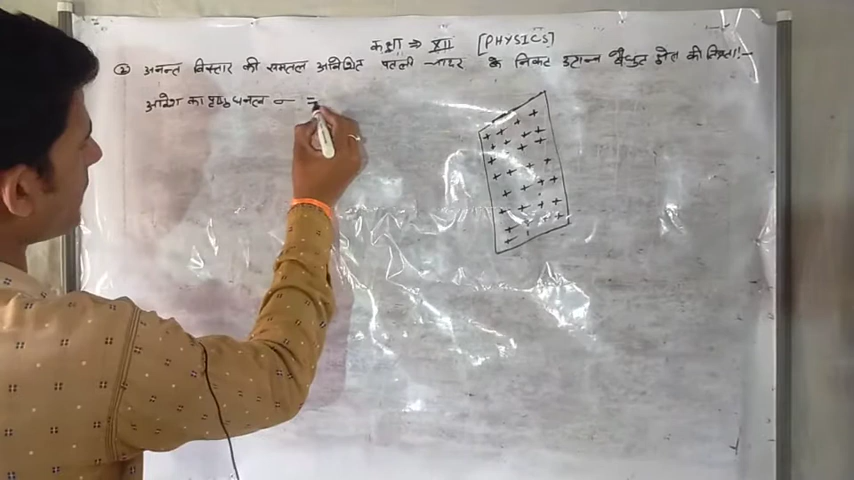 कक्षा ⇒ XII [PHYSICS]
② अनन्त विस्तार की समतल आवेशित पतली चादर के निकट उत्पन्न वैद्युत क्षेत्र की तीव्रता!-
आवेश का पृष्ठ घनत्व σ =